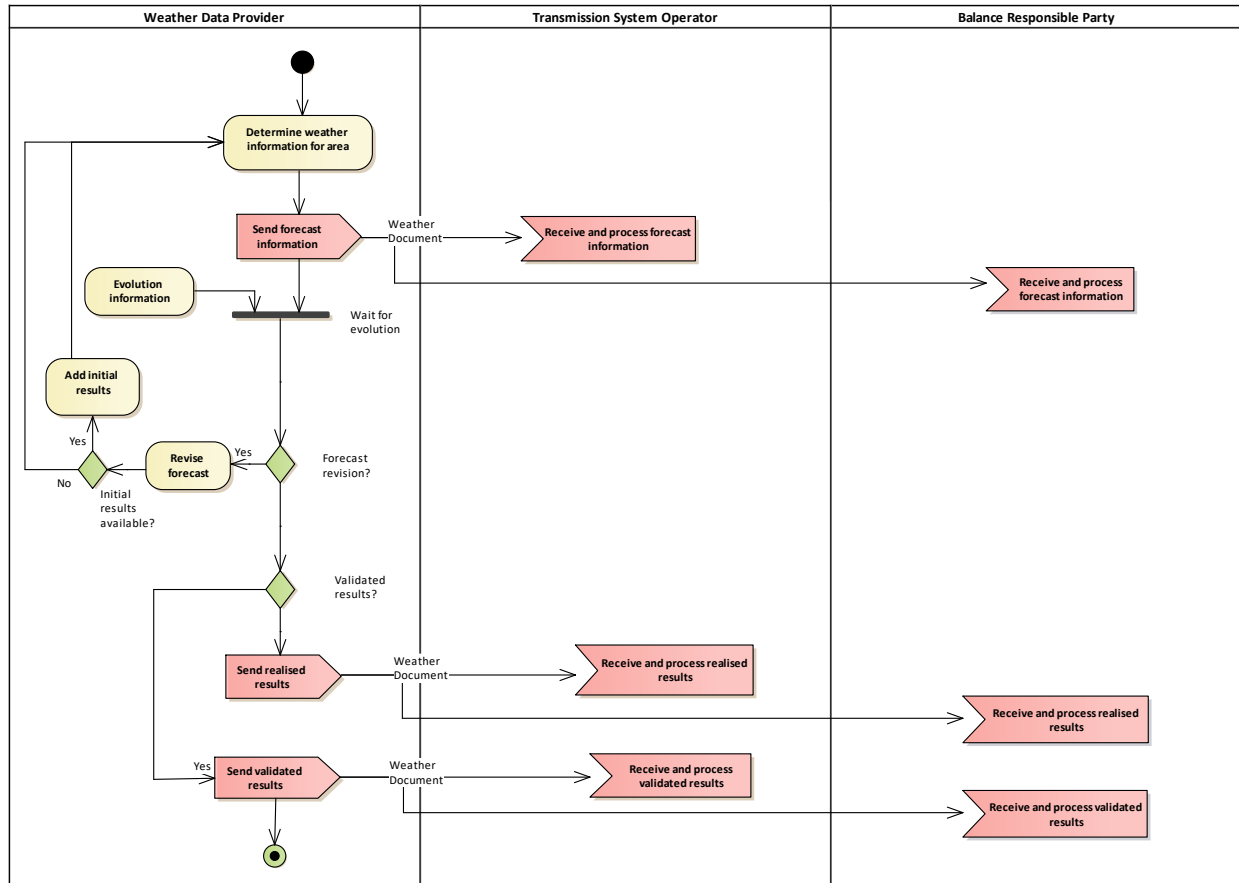 Weather Data Provider
Transmission System Operator
Balance Responsible Party
Determine weather
information for area
Send forecast
information
Weather
Document
Receive and process forecast
information
Receive and process
forecast information
Evolution
information
Wait for
evolution
Add initial
results
Yes
No
Initial
results
available?
Revise
forecast
Yes
Forecast
revision?
Validated
results?
Send realised
results
Weather
Document
Receive and process realised
results
Receive and process realised
results
Yes
Send validated
results
Weather
Document
Receive and process
validated results
Receive and process validated
results